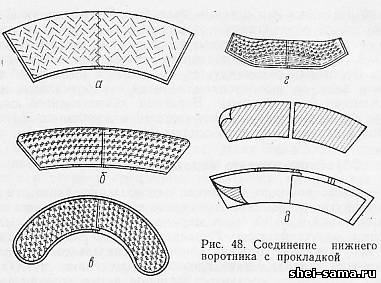 а
г
б
в
д
Рис. 48. Соединение нижнего
воротника с прокладкой
shei-sama.ru